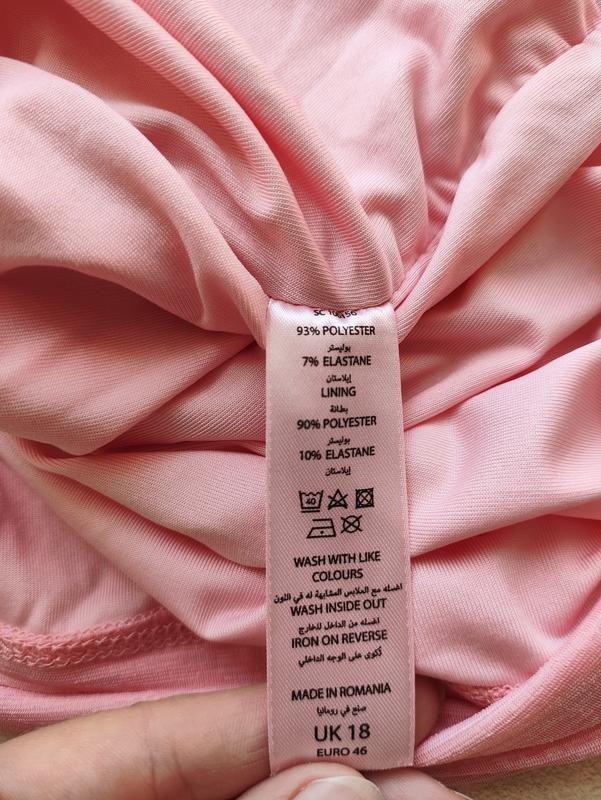 93% POLYESTER
بوليستر
7% ELASTANE
إيلاستان
LINING
بطانة
90% POLYESTER
بوليستر
10% ELASTANE
إيلاستان
40
WASH WITH LIKE
COLOURS
اغسله مع الملابس المشابهة له في اللون
WASH INSIDE OUT
اغسله من الداخل للخارج
IRON ON REVERSE
تُكوى على الوجه الداخلي
MADE IN ROMANIA
صنع في رومانيا
UK 18
EURO 46